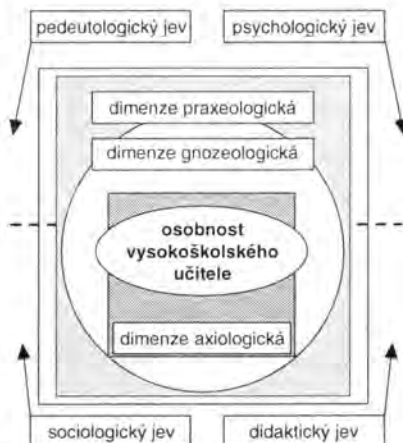 pedeutologický jev
psychologický jev
dimenze praxeologická
dimenze gnozeologická
osobnost
vysokoškolského
učitele
dimenze axiologická
sociologický jev
didaktický jev